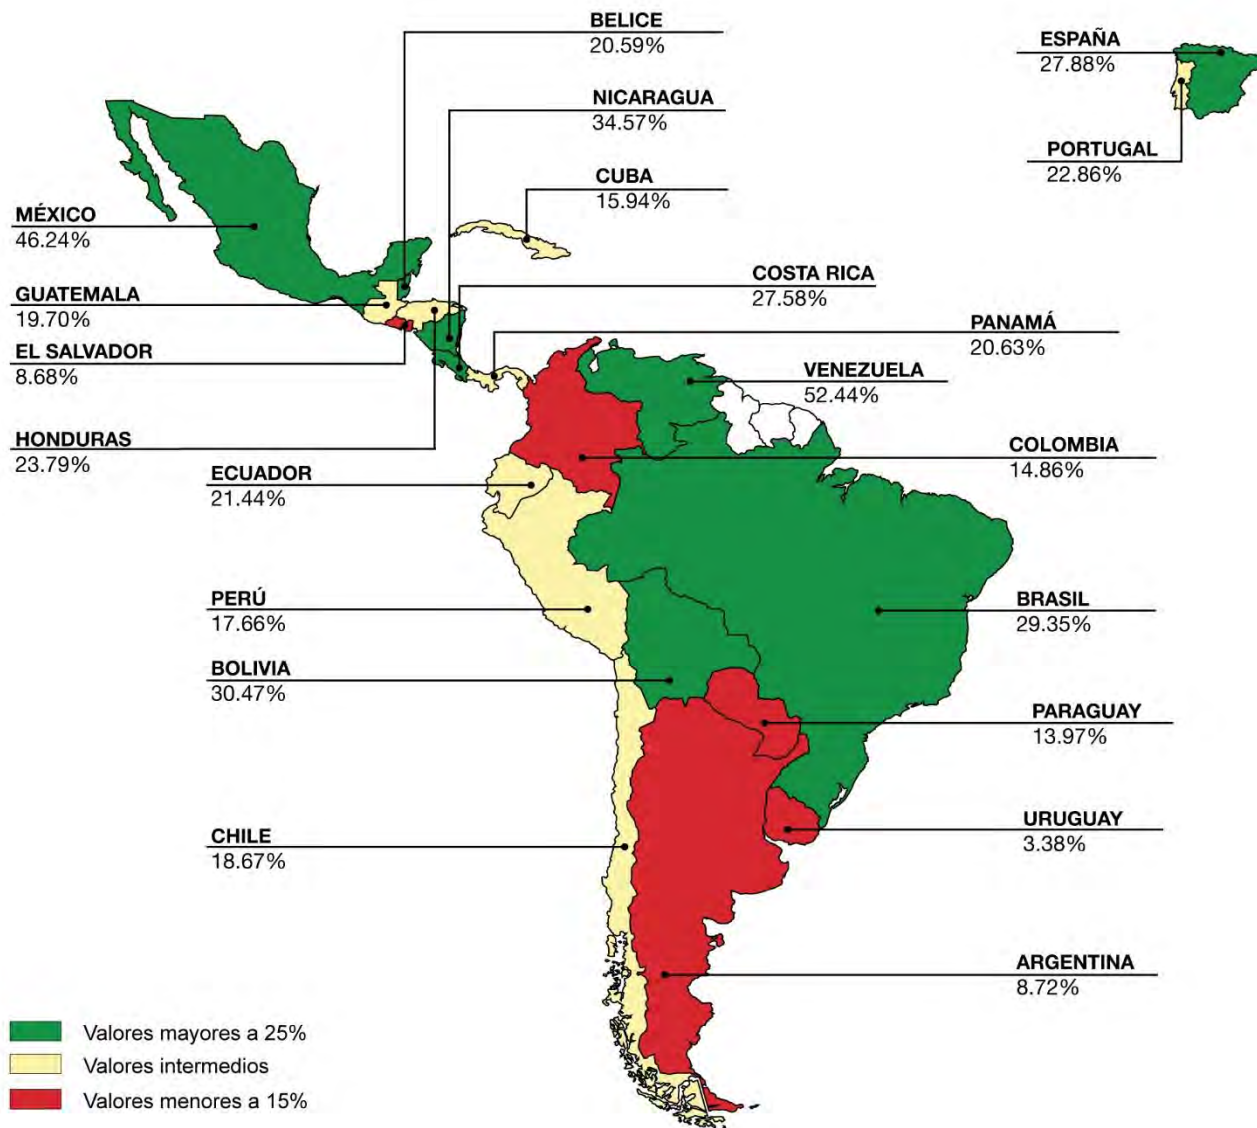 BELICE
20.59%
ESPAÑA
27.88%
NICARAGUA
34.57%
PORTUGAL
22.86%
CUBA
15.94%
MÉXICO
46.24%
COSTA RICA
27.58%
GUATEMALA
19.70%
PANAMÁ
20.63%
EL SALVADOR
8.68%
VENEZUELA
52.44%
HONDURAS
23.79%
COLOMBIA
14.86%
ECUADOR
21.44%
PERÚ
17.66%
BRASIL
29.35%
BOLIVIA
30.47%
PARAGUAY
13.97%
CHILE
18.67%
URUGUAY
3.38%
ARGENTINA
8.72%
Valores mayores a 25%
Valores intermedios
Valores menores a 15%